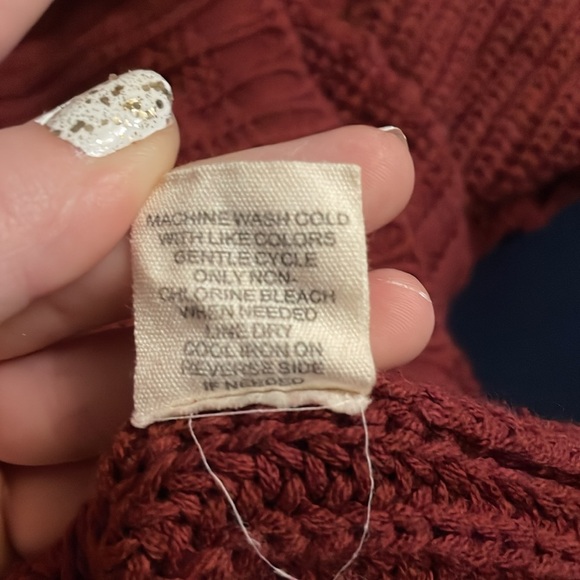 MACHINE WASH COLD
WITH LIKE COLORS
GENTLE CYCLE
ONLY NON-
CHLORINE BLEACH
WHEN NEEDED
LINE DRY
COOL IRON ON
REVERSE SIDE
IF NEEDED